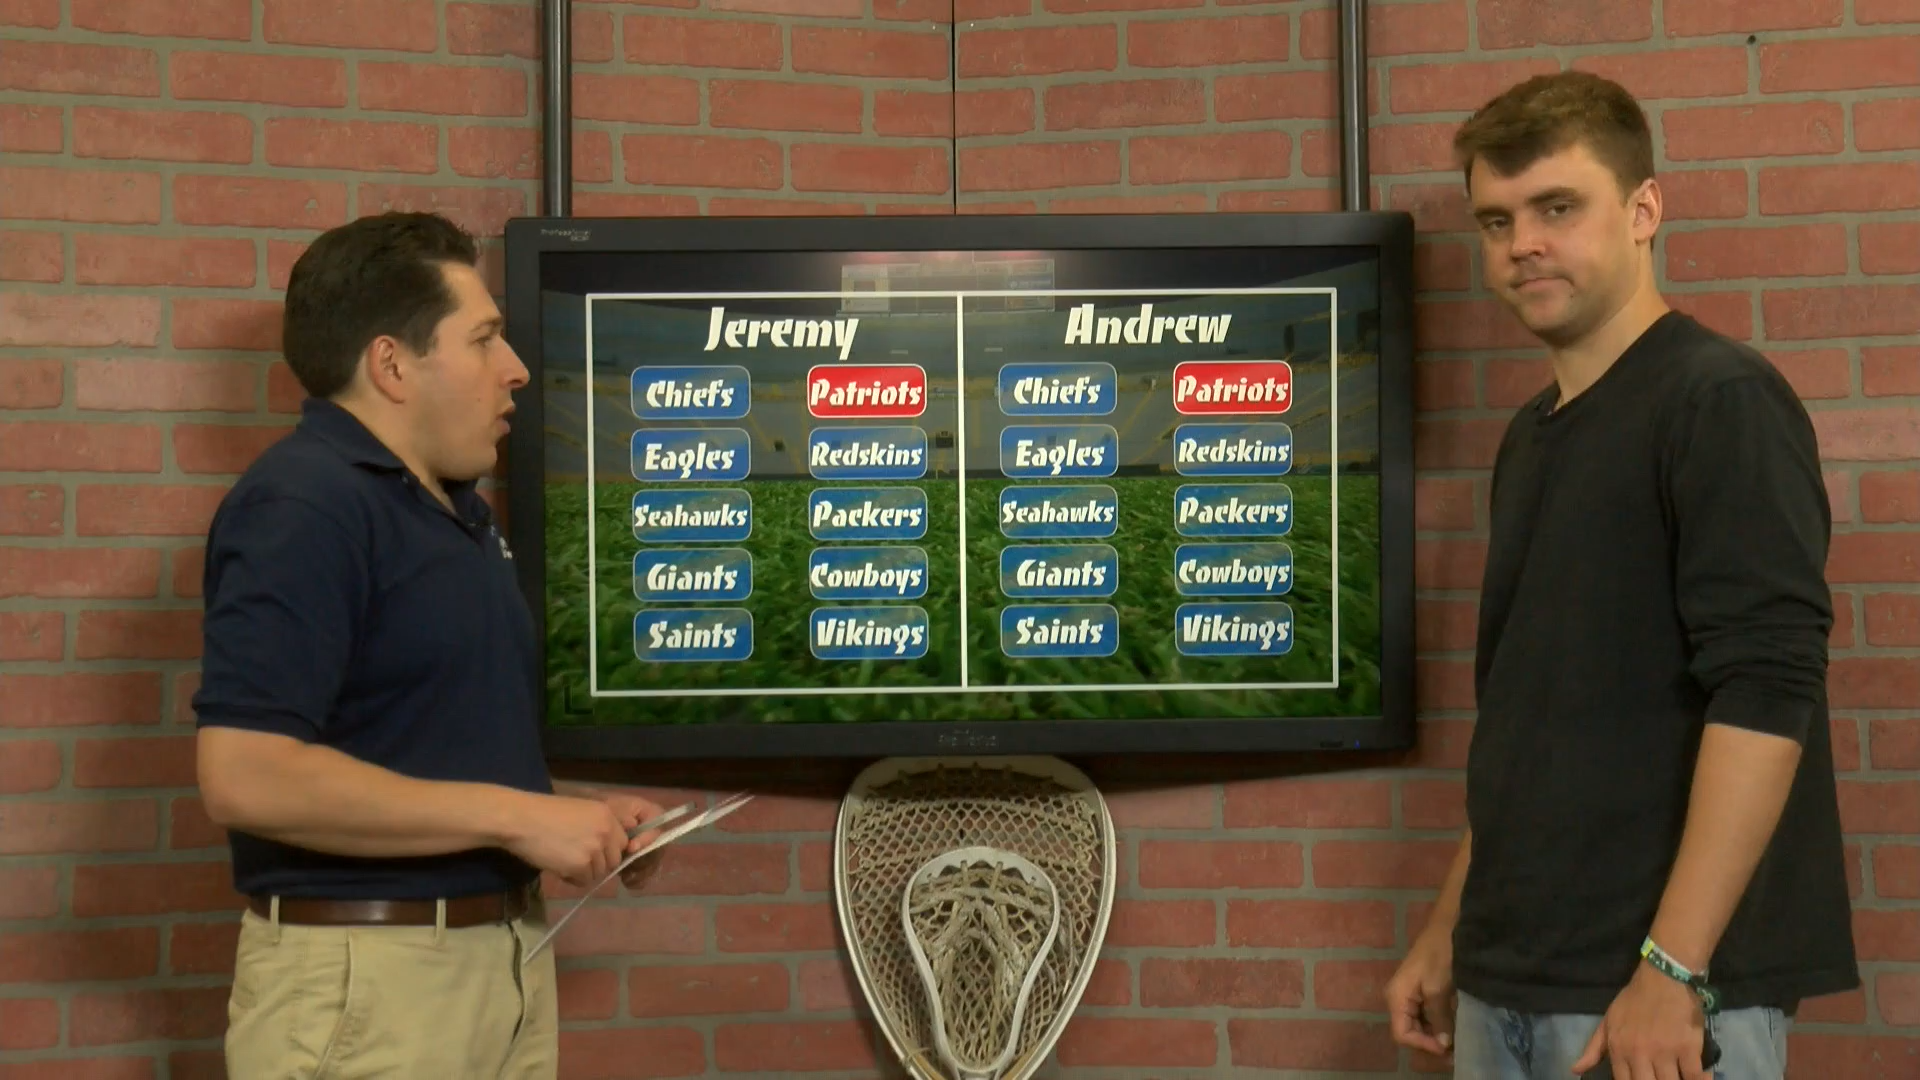 Jeremy
Chiefs Patriots
Eagles Redskins
Seahawks Packers
Giants Cowboys
Saints Vikings
Andrew
Chiefs Patriots
Eagles Redskins
Seahawks Packers
Giants Cowboys
Saints Vikings